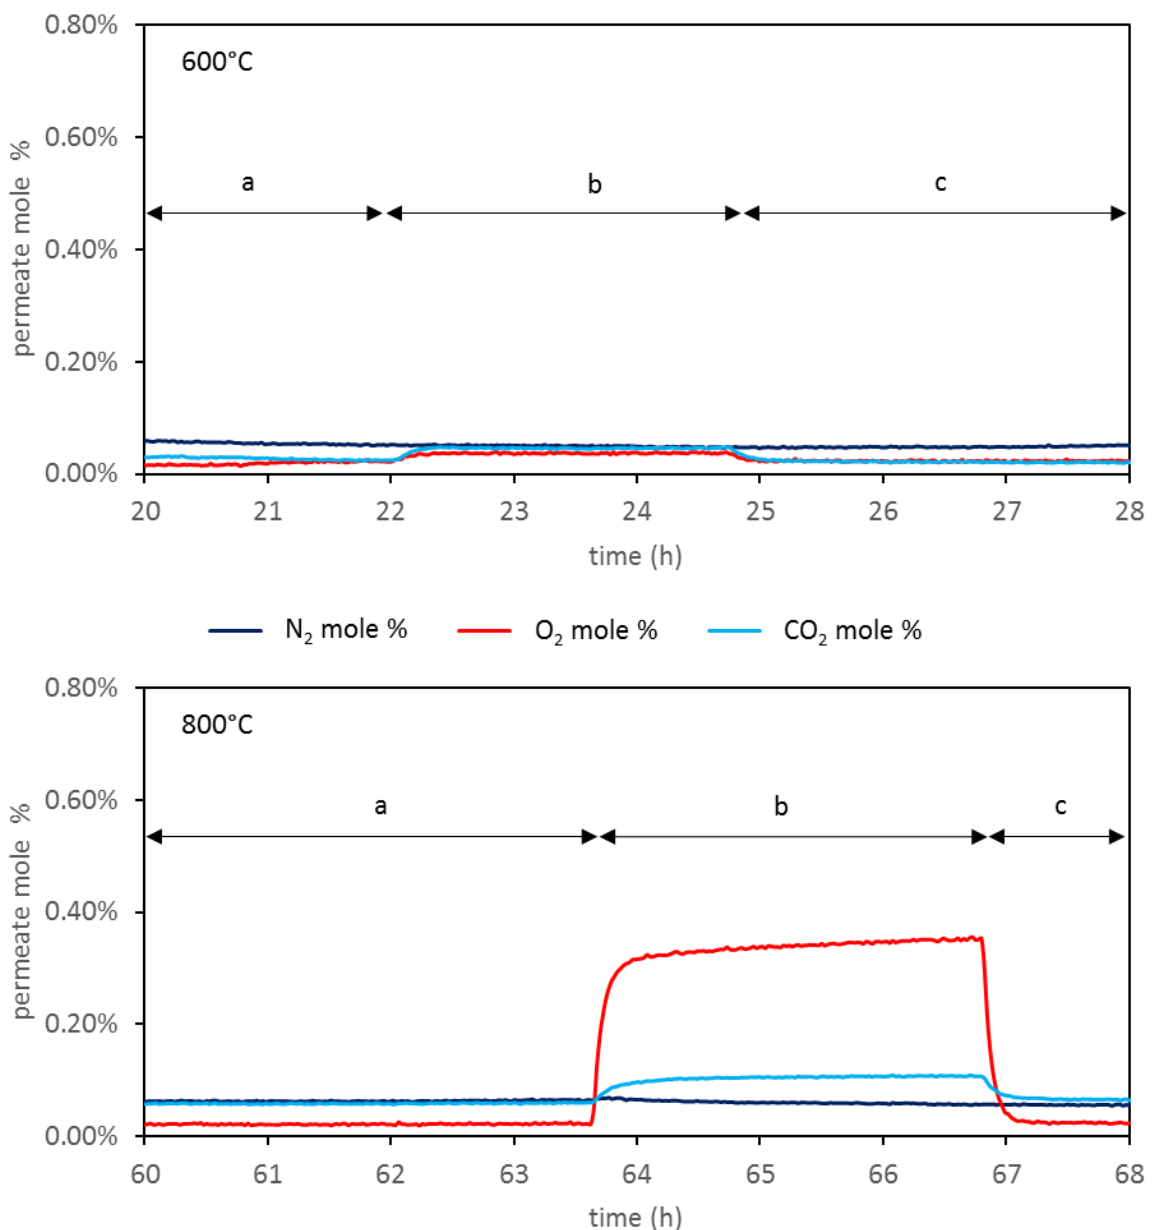 0.80%
600°C
0.60%
a b c
0.40%
0.20%
0.00%
permeate mole %
20 21 22 23 24 25 26 27 28
time (h)
N₂ mole % O₂ mole % CO₂ mole %
0.80%
800°C
0.60%
a b c
0.40%
0.20%
0.00%
permeate mole %
60 61 62 63 64 65 66 67 68
time (h)